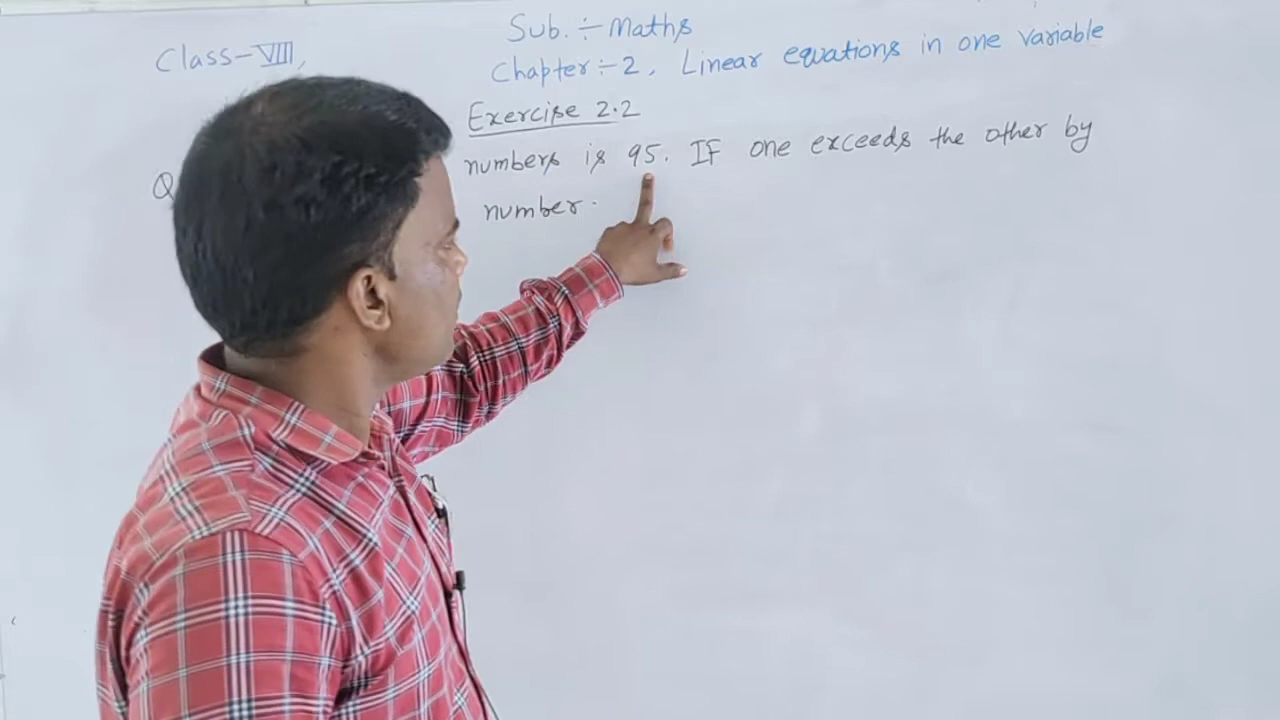 Sub. ÷ Maths
Class-VIII,
Chapter ÷ 2, Linear equations in one variable
Exercise 2.2
Q numbers is 95. IF one exceeds the other by
number.